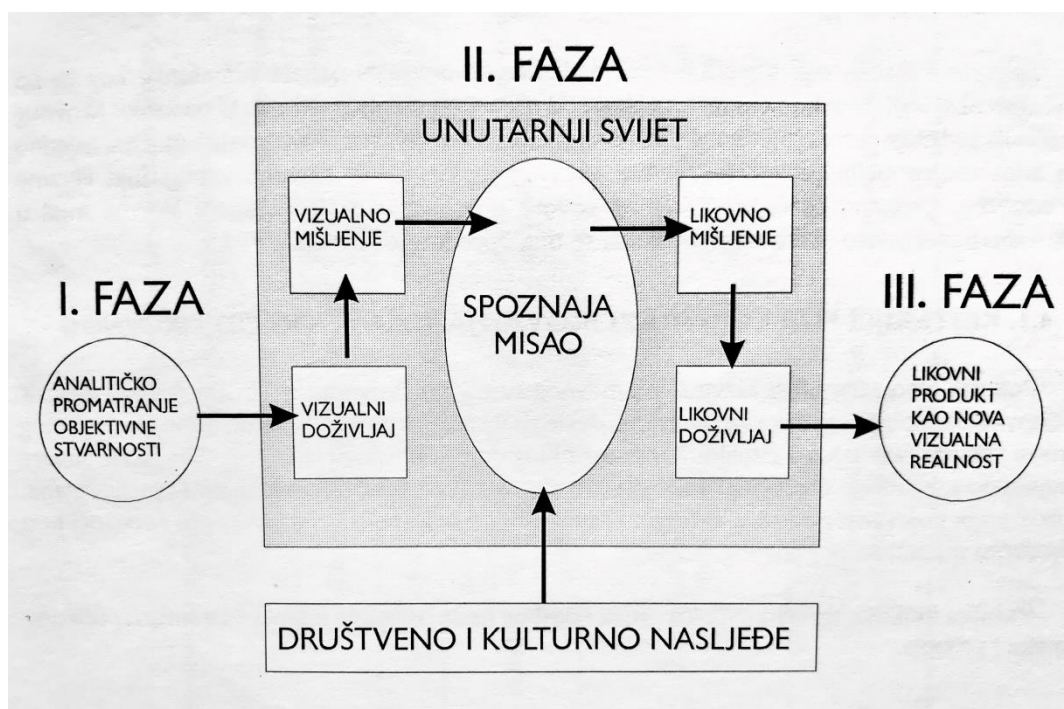 II. FAZA
UNUTARNJI SVIJET
VIZUALNO
MIŠLJENJE
LIKOVNO
MIŠLJENJE
I. FAZA
SPOZNAJA
MISAO
III. FAZA
ANALITIČKO
PROMATRANJE
OBJEKTIVNE
STVARNOSTI
VIZUALNI
DOŽIVLJAJ
LIKOVNI
DOŽIVLJAJ
LIKOVNI
PRODUKT
KAO NOVA
VIZUALNA
REALNOST
DRUŠTVENO I KULTURNO NASLJEĐE